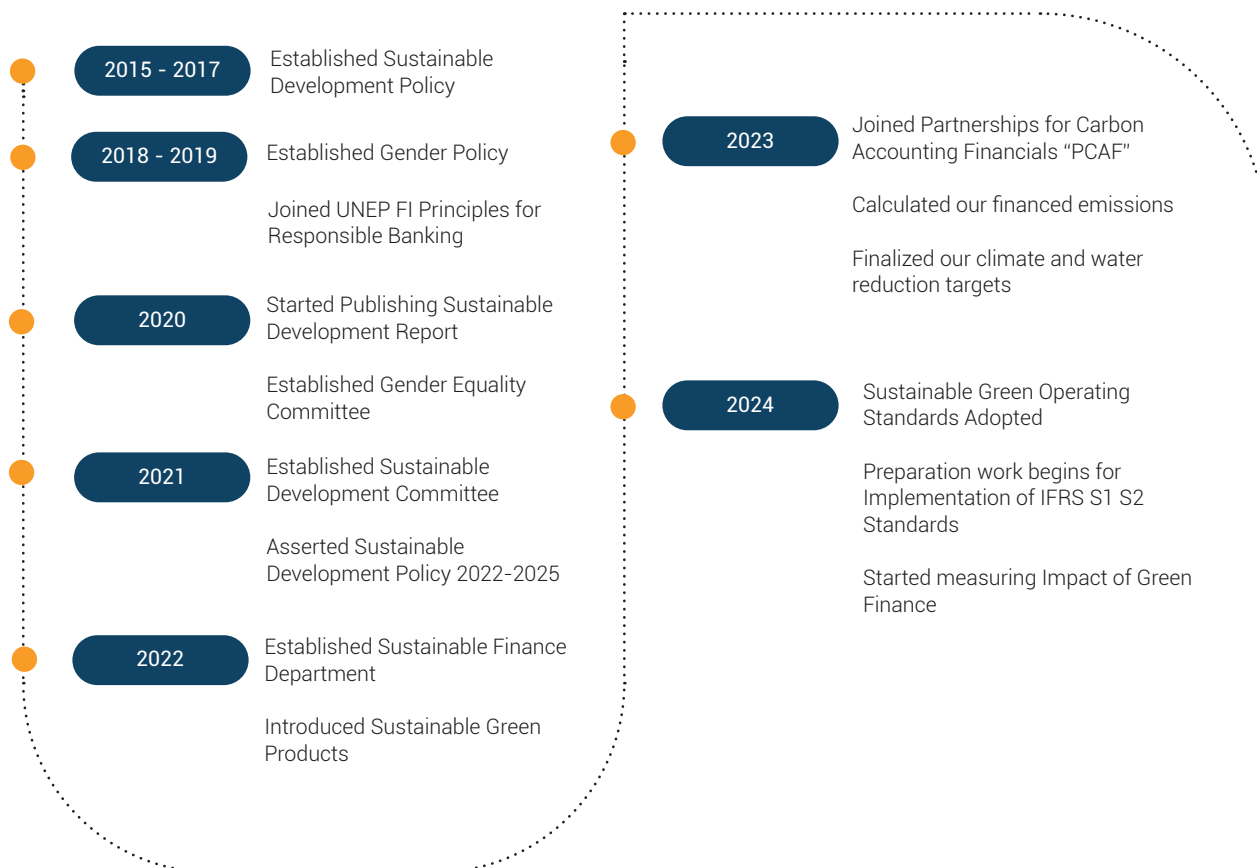 2015 - 2017
Established Sustainable
Development Policy
2018 - 2019
Established Gender Policy
Joined UNEP FI Principles for
Responsible Banking
2020
Started Publishing Sustainable
Development Report
Established Gender Equality
Committee
2021
Established Sustainable
Development Committee
Asserted Sustainable
Development Policy 2022-2025
2022
Established Sustainable Finance
Department
Introduced Sustainable Green
Products
2023
Joined Partnerships for Carbon
Accounting Financials “PCAF”
Calculated our financed emissions
Finalized our climate and water
reduction targets
2024
Sustainable Green Operating
Standards Adopted
Preparation work begins for
Implementation of IFRS S1 S2
Standards
Started measuring Impact of Green
Finance